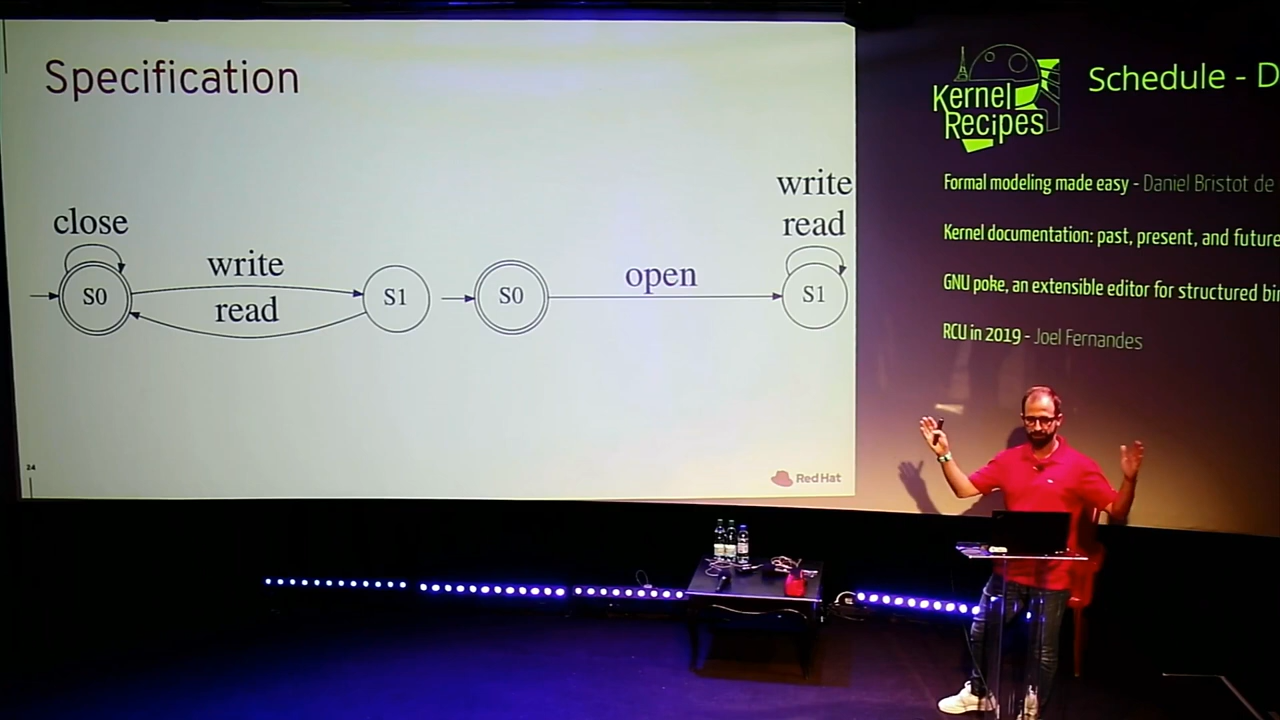 Specification
close
write
read
S0
S1
S0
open
write
read
S1
24
Red Hat
Kernel
Recipes
Schedule - D
Formal modeling made easy - Daniel Bristot de
Kernel documentation: past, present, and future
GNU poke, an extensible editor for structured bin
RCU in 2019 - Joel Fernandes